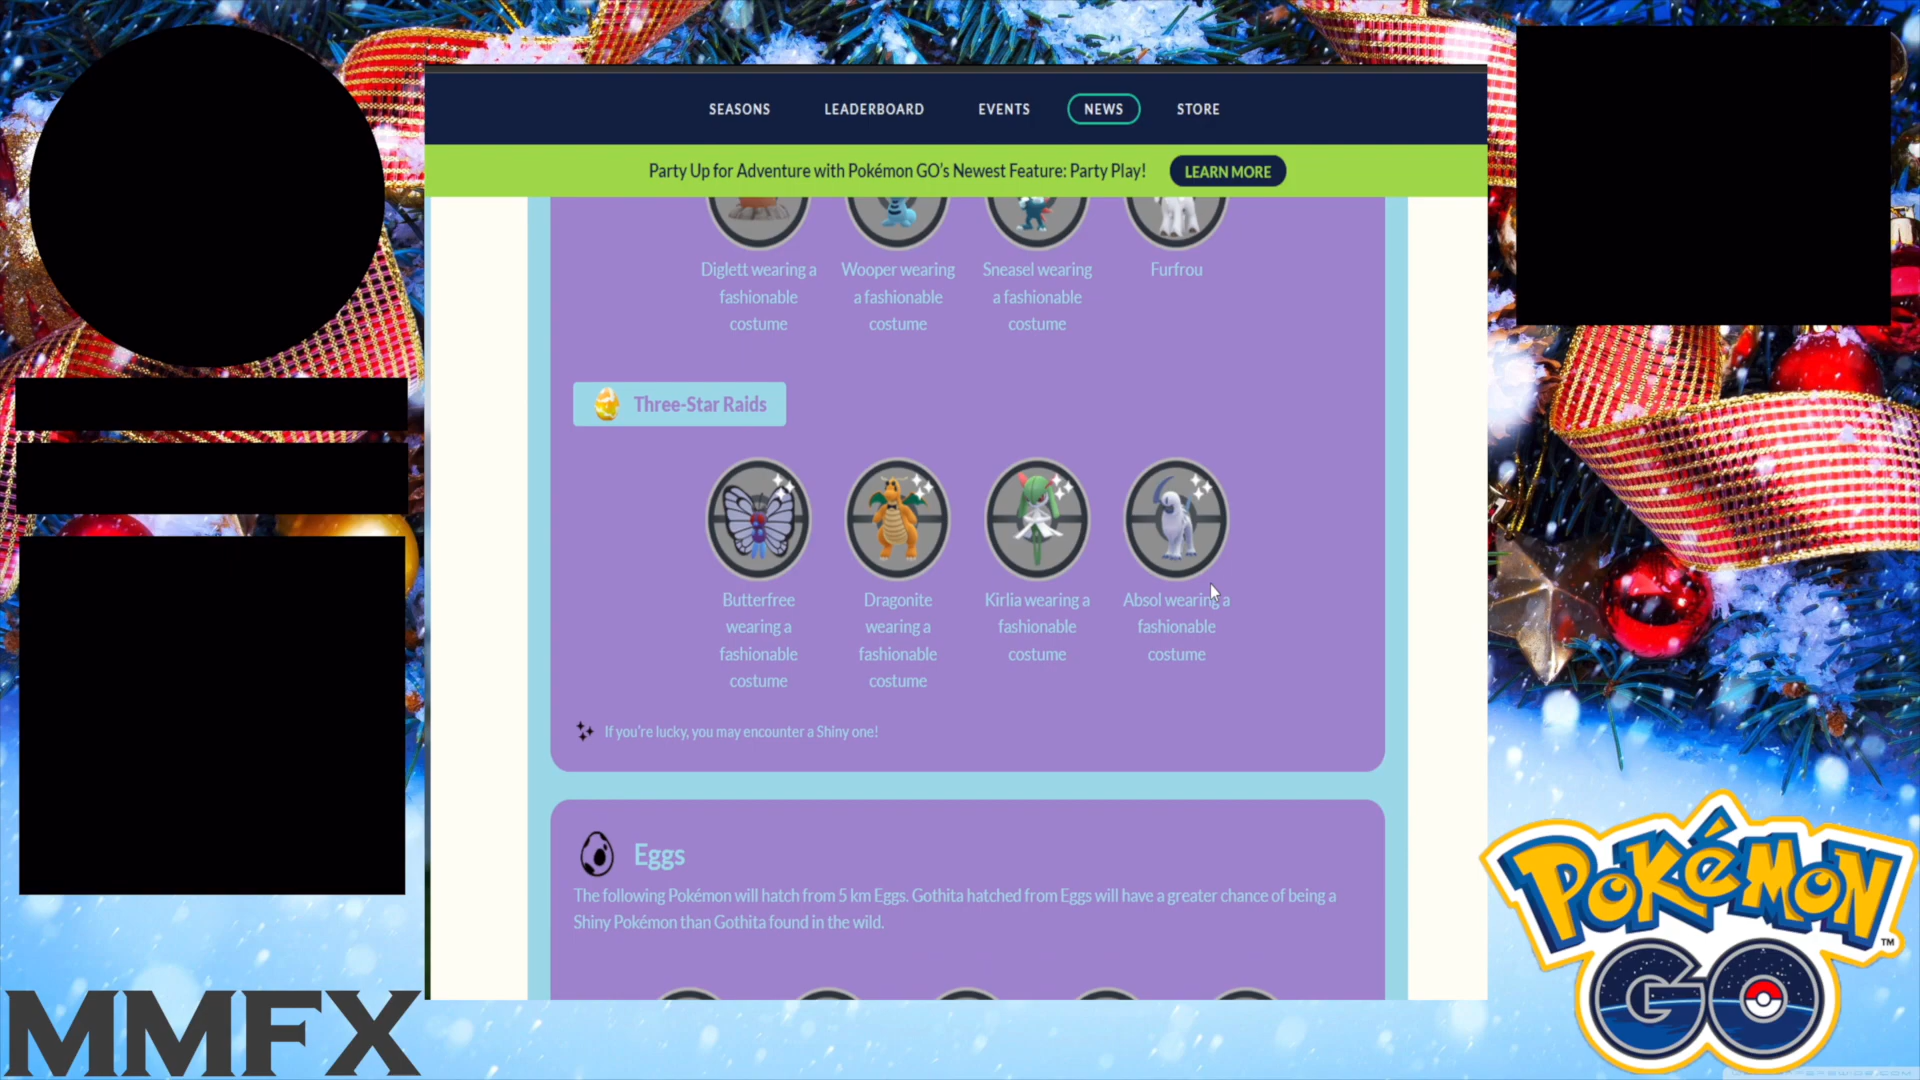 SEASONS LEADERBOARD EVENTS NEWS STORE
Party Up for Adventure with Pokémon GO's Newest Feature: Party Play! LEARN MORE
Diglett wearing a
fashionable
costume
Wooper wearing
a fashionable
costume
Sneasel wearing
a fashionable
costume
Furfrou
Three-Star Raids
Butterfree
wearing a
fashionable
costume
Dragonite
wearing a
fashionable
costume
Kirlia wearing a
fashionable
costume
Absol wearing a
fashionable
costume
If you're lucky, you may encounter a Shiny one!
Eggs
The following Pokémon will hatch from 5 km Eggs. Gothita hatched from Eggs will have a greater chance of being a
Shiny Pokémon than Gothita found in the wild.
MMFX
POKéMON
TM
GO